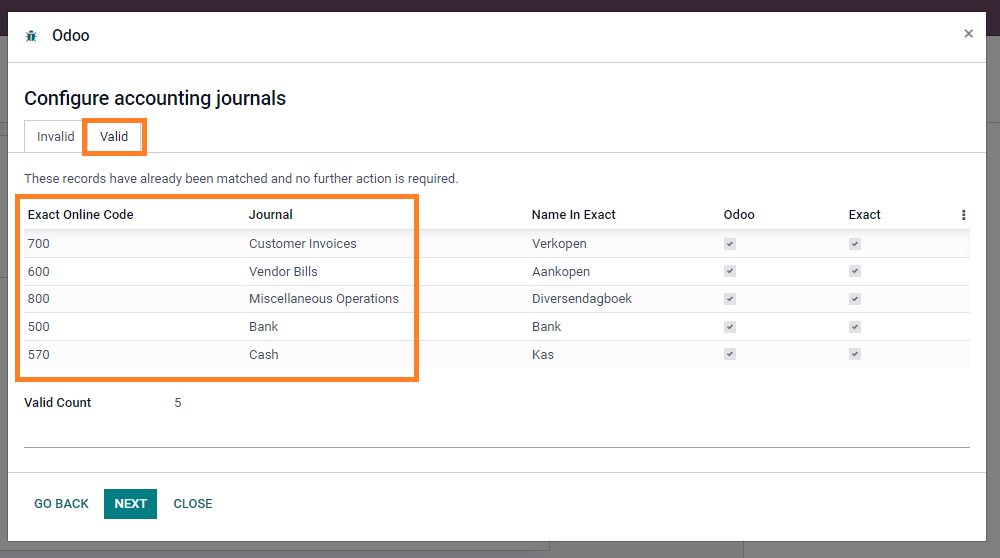 Odoo
Configure accounting journals
Invalid Valid
These records have already been matched and no further action is required.
Exact Online Code Journal Name In Exact Odoo Exact
700 Customer Invoices Verkopen
600 Vendor Bills Aankopen
800 Miscellaneous Operations Diversendagboek
500 Bank Bank
570 Cash Kas
Valid Count 5
GO BACK NEXT CLOSE